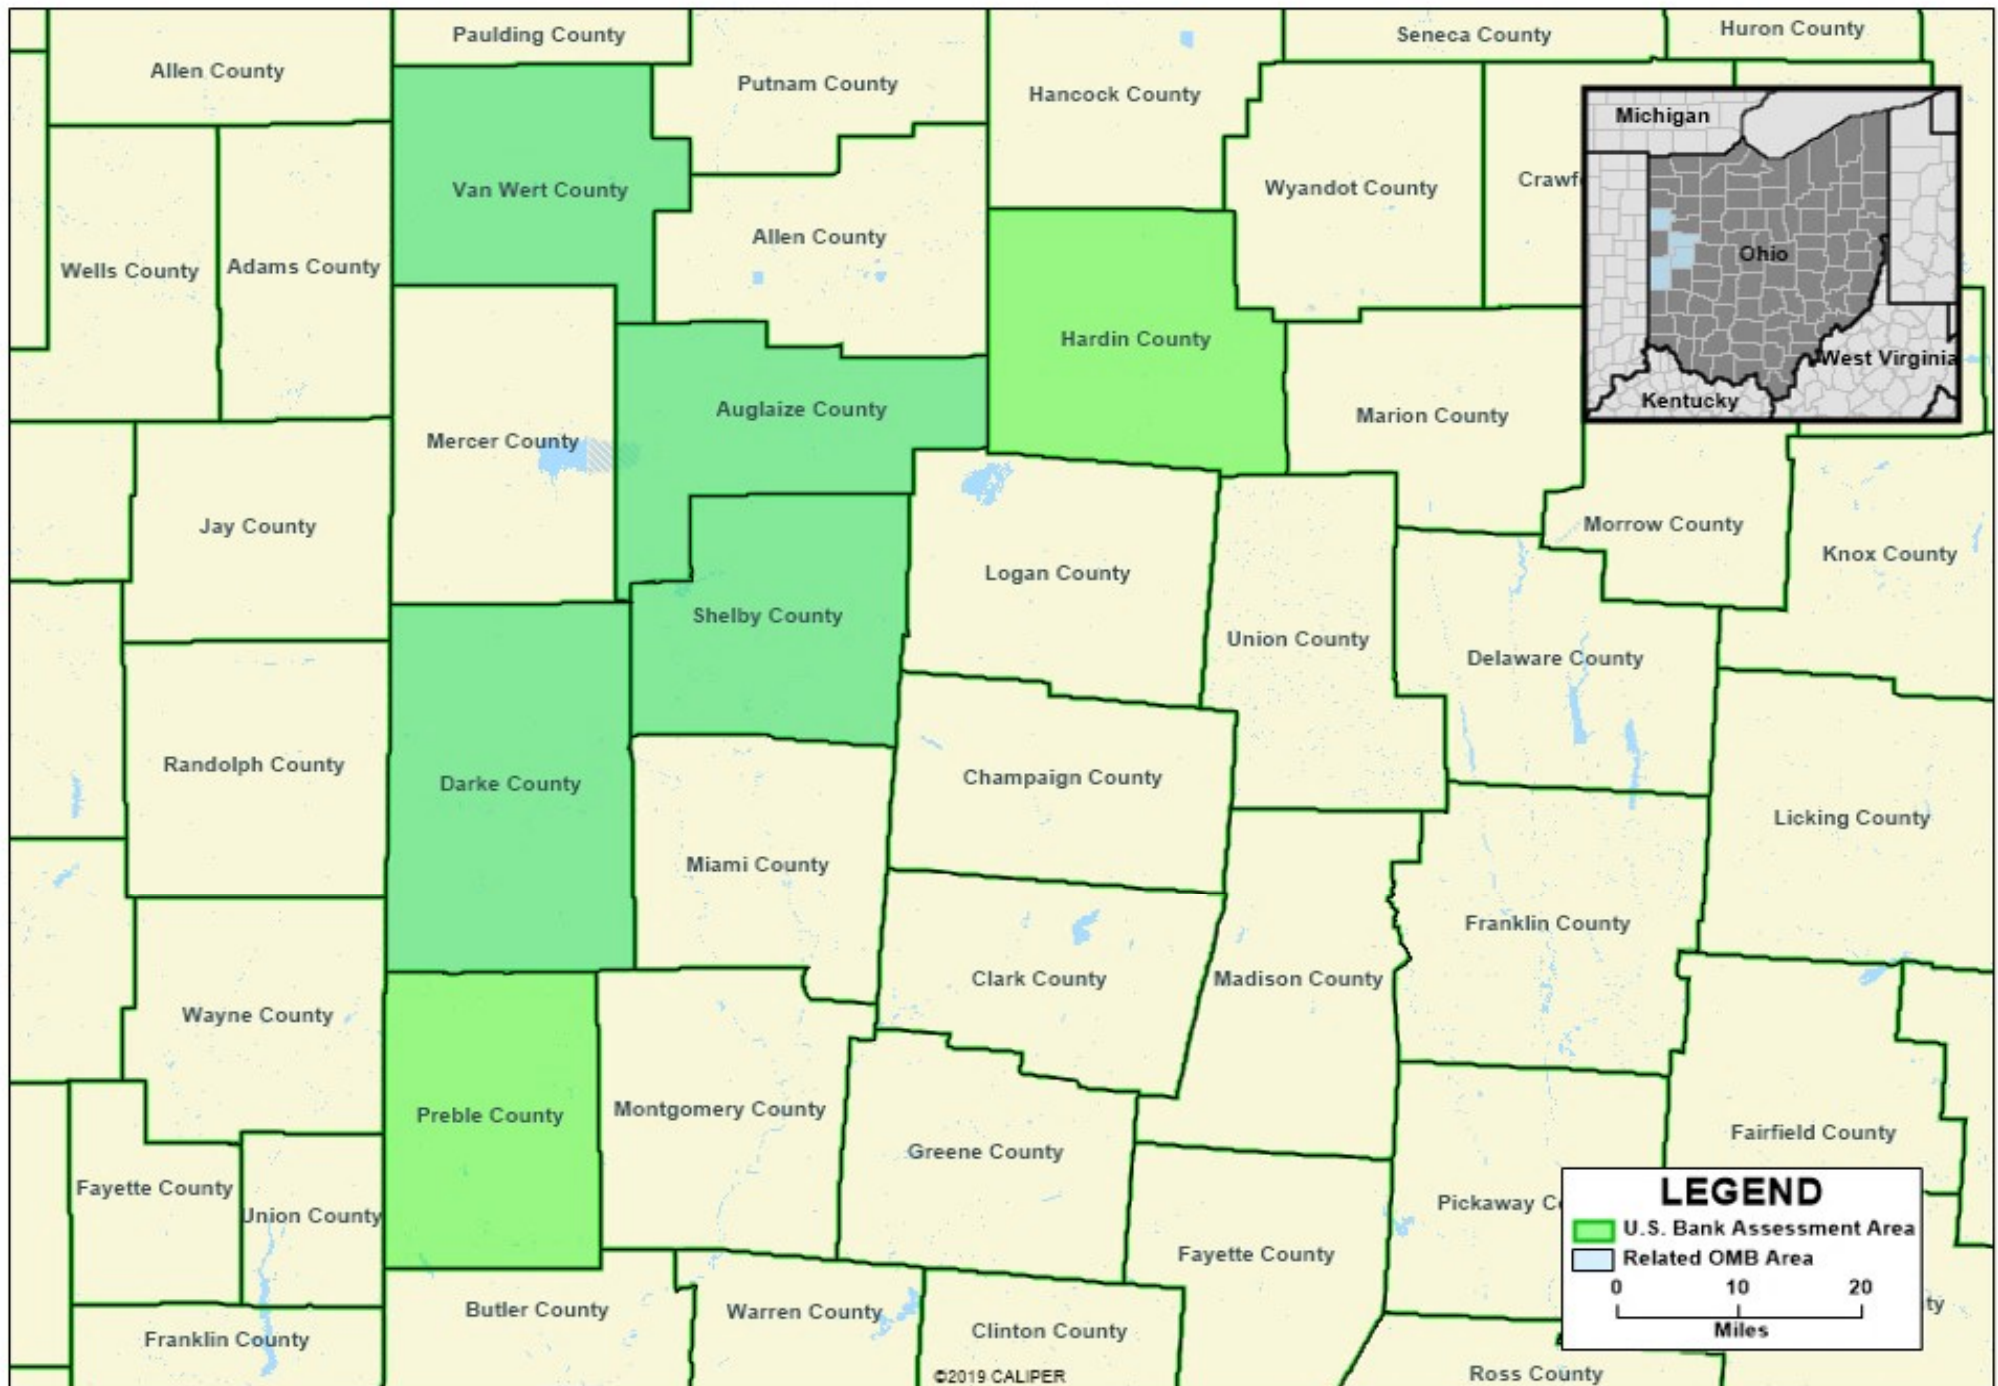 Paulding County
Seneca County
Huron County
Allen County
Putnam County
Hancock County
Michigan
Van Wert County
Wyandot County
Crawf
Allen County
Wells County
Adams County
Ohio
Hardin County
West Virginia
Kentucky
Auglaize County
Marion County
Mercer County
Jay County
Morrow County
Knox County
Logan County
Shelby County
Union County
Delaware County
Randolph County
Darke County
Champaign County
Licking County
Miami County
Franklin County
Clark County
Madison County
Wayne County
Preble County
Montgomery County
Greene County
Fairfield County
Fayette County
Union County
Pickaway Co
LEGEND
U.S. Bank Assessment Area
Related OMB Area
0 10 20
Miles
Fayette County
Butler County
Warren County
Clinton County
ty
Franklin County
Ross County
©2019 CALIPER